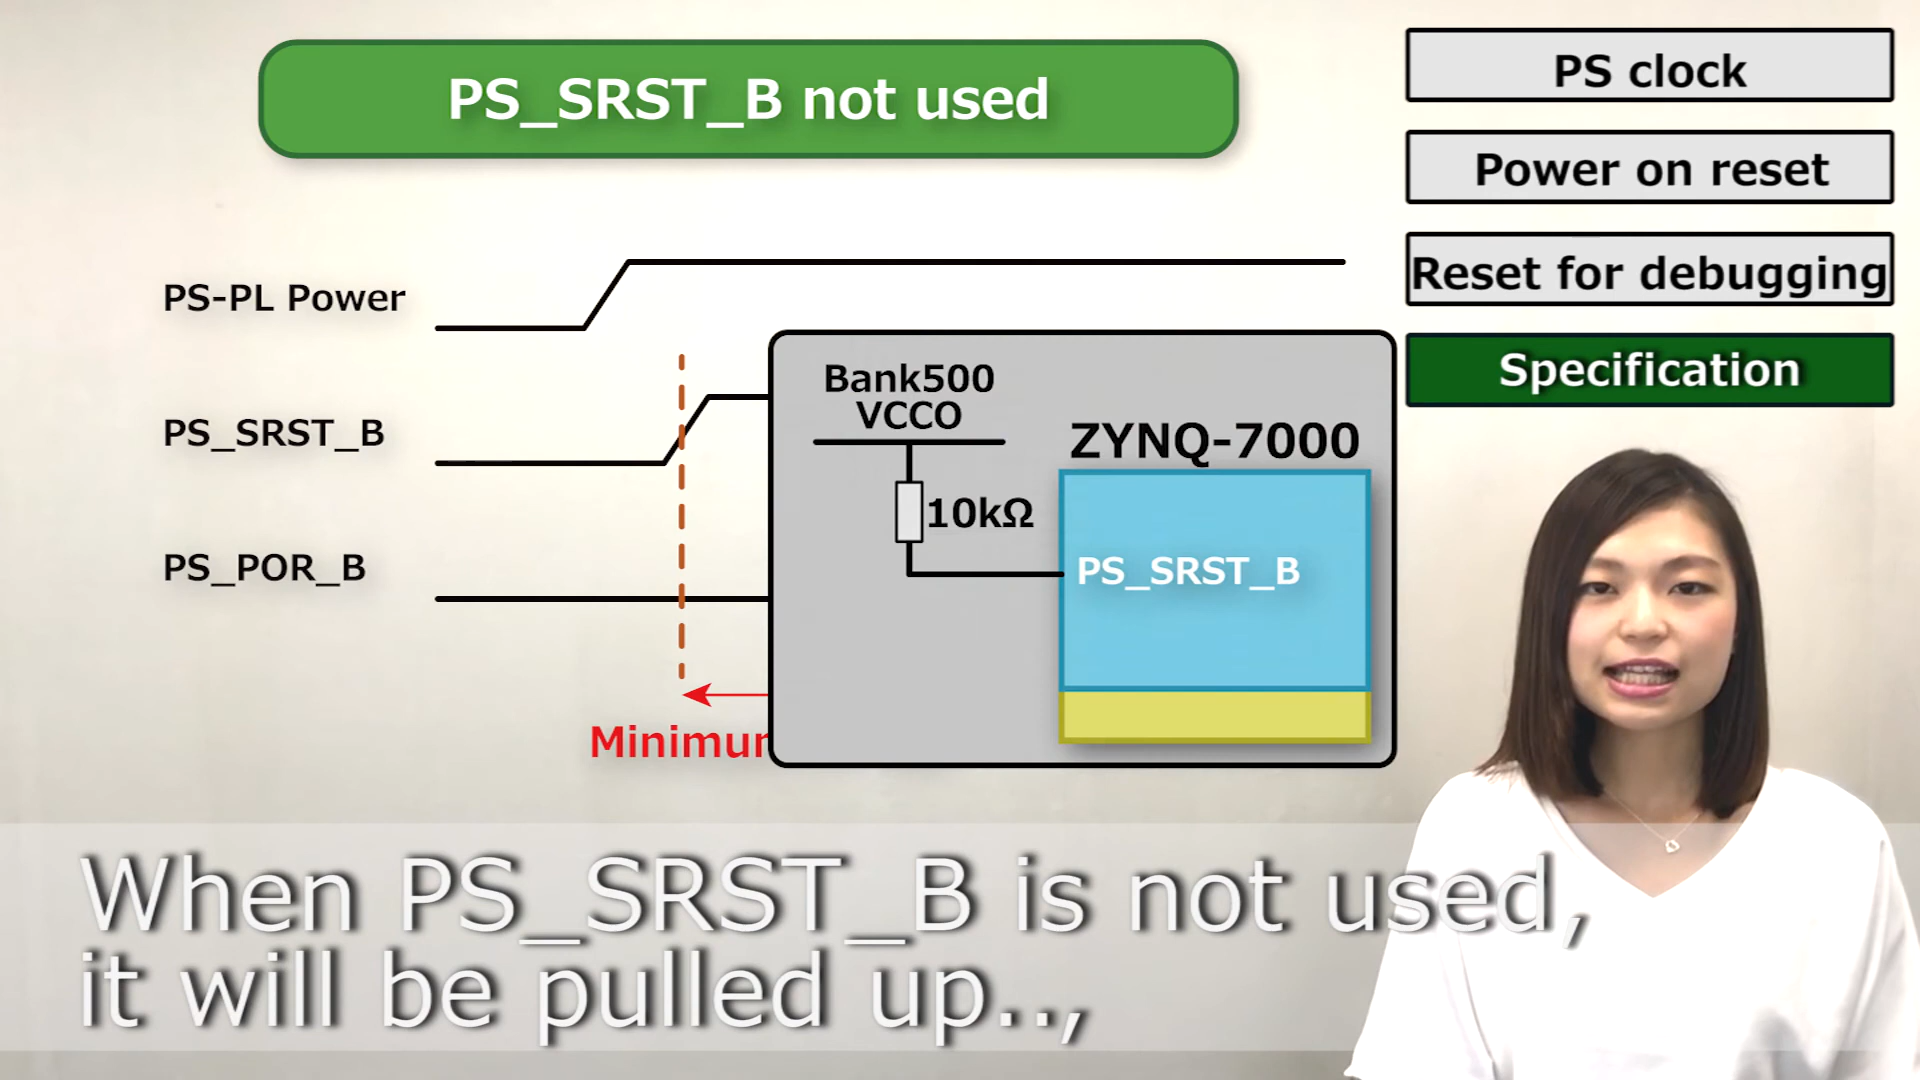 PS_SRST_B not used
PS clock
Power on reset
Reset for debugging
Specification
PS-PL Power
PS_SRST_B
PS_POR_B
Bank500
VCCO
10kΩ
ZYNQ-7000
PS_SRST_B
When PS_SRST_B is not used,
it will be pulled up..,